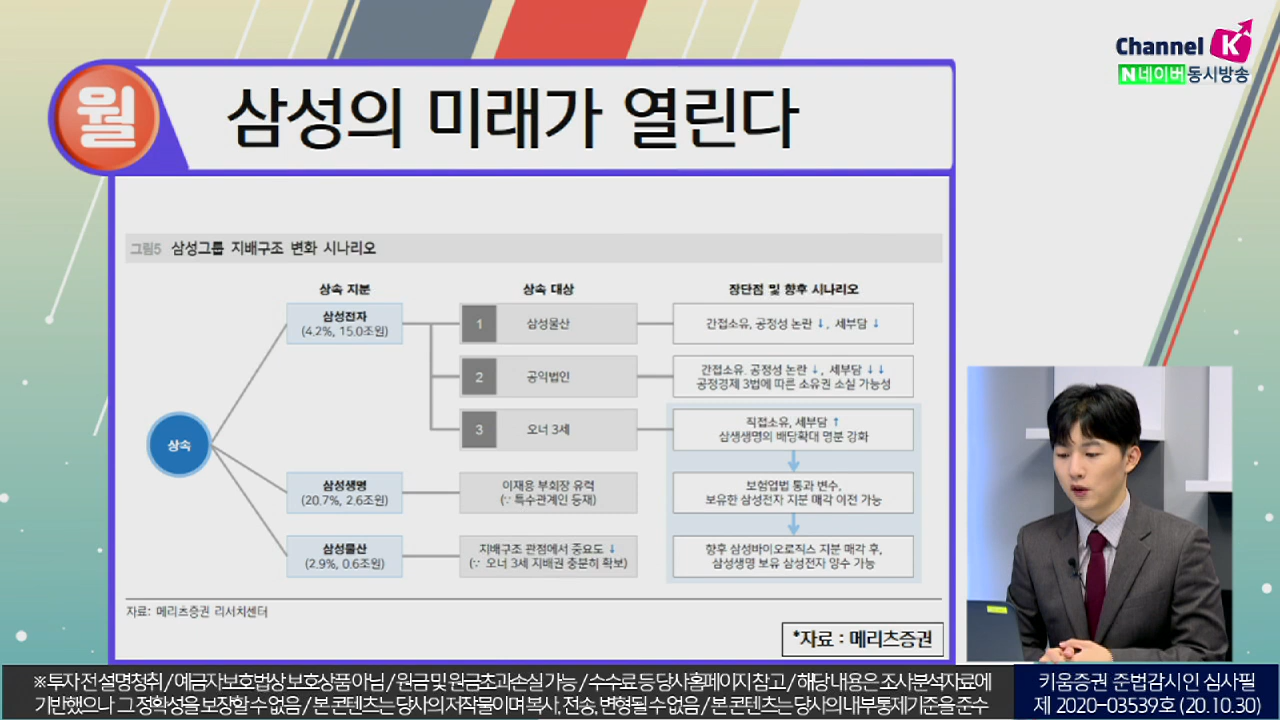 Channel K
N 네이버 동시방송
월
삼성의 미래가 열린다
그림5 삼성그룹 지배구조 변화 시나리오
상속 지분
상속 대상
장단점 및 향후 시나리오
상속
삼성전자
(4.2%, 15.0조원)
1 삼성물산
간접소유, 공정성 논란 ↓, 세부담 ↓
2 공익법인
간접소유. 공정성 논란 ↓, 세부담 ↓↓
공정경제 3법에 따른 소유권 소실 가능성
3 오너 3세
직접소유, 세부담 ↑
삼생생명의 배당확대 명분 강화
삼성생명
(20.7%, 2.6조원)
이재용 부회장 유력
(∵ 특수관계인 등재)
보험업법 통과 변수,
보유한 삼성전자 지분 매각 이전 가능
삼성물산
(2.9%, 0.6조원)
지배구조 관점에서 중요도 ↓
(∵ 오너 3세 지배권 충분히 확보)
향후 삼성바이오로직스 지분 매각 후,
삼성생명 보유 삼성전자 양수 가능
자료: 메리츠증권 리서치센터
*자료 : 메리츠증권
※ 투자 전 설명청취 / 예금자보호법상 보호상품 아님 / 원금 및 원금초과손실 가능 / 수수료 등 당사홈페이지 참고 / 해당 내용은 조사분석자료에
기반했으나 그 정확성을 보장할 수 없음 / 본 콘텐츠는 당사의 저작물이며 복사, 전송, 변형될 수 없음 / 본 콘텐츠는 당사의 내부통제기준을 준수
키움증권 준법감시인 심사필
제 2020-03539호 (20.10.30)